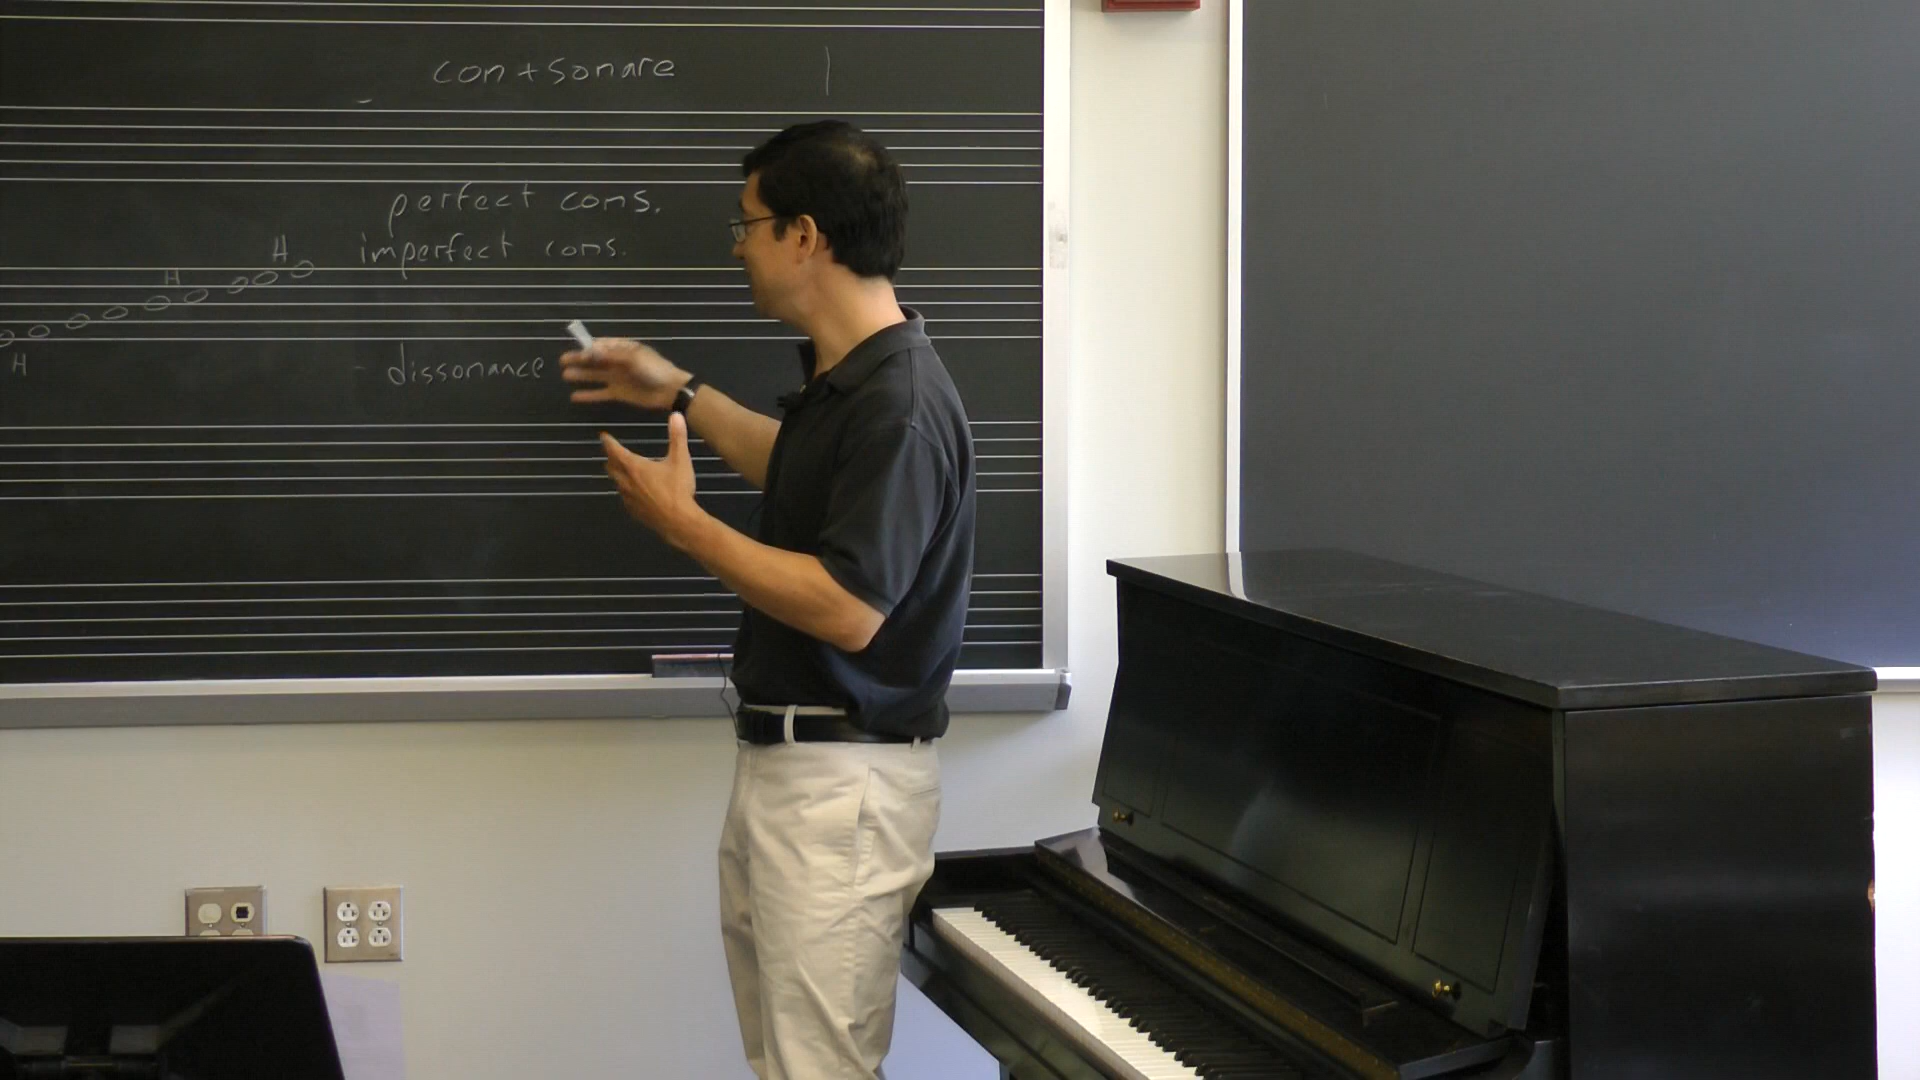 con + sonare
perfect cons.
imperfect cons.
H
H
H
dissonance